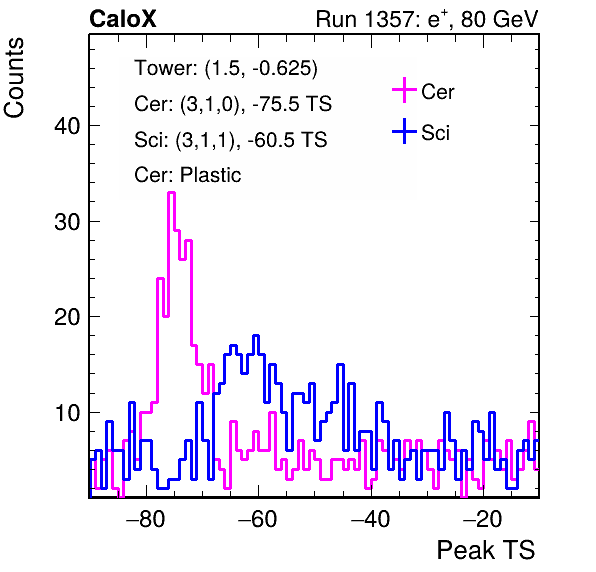 CaloX Run 1357: e⁺, 80 GeV
Counts
Tower: (1.5, -0.625)
Cer: (3,1,0), -75.5 TS
Sci: (3,1,1), -60.5 TS
Cer: Plastic
Cer
Sci
40
30
20
10
−80 −60 −40 −20
Peak TS